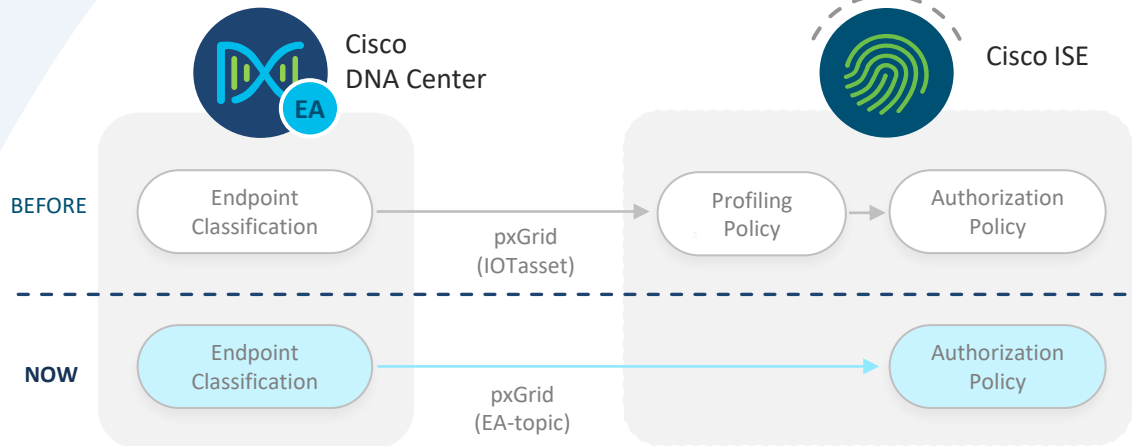 Cisco
DNA Center
EA
Cisco ISE
BEFORE
Endpoint
Classification
pxGrid
(IOTasset)
Profiling
Policy
Authorization
Policy
NOW
Endpoint
Classification
pxGrid
(EA-topic)
Authorization
Policy